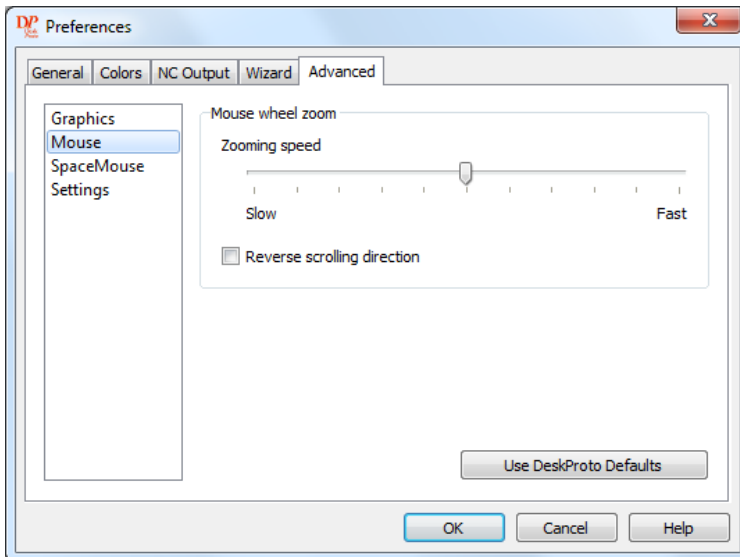 DP
Preferences
General Colors NC Output Wizard Advanced
Graphics
Mouse
SpaceMouse
Settings
Mouse wheel zoom
Zooming speed
Slow Fast
Reverse scrolling direction
Use DeskProto Defaults
OK Cancel Help